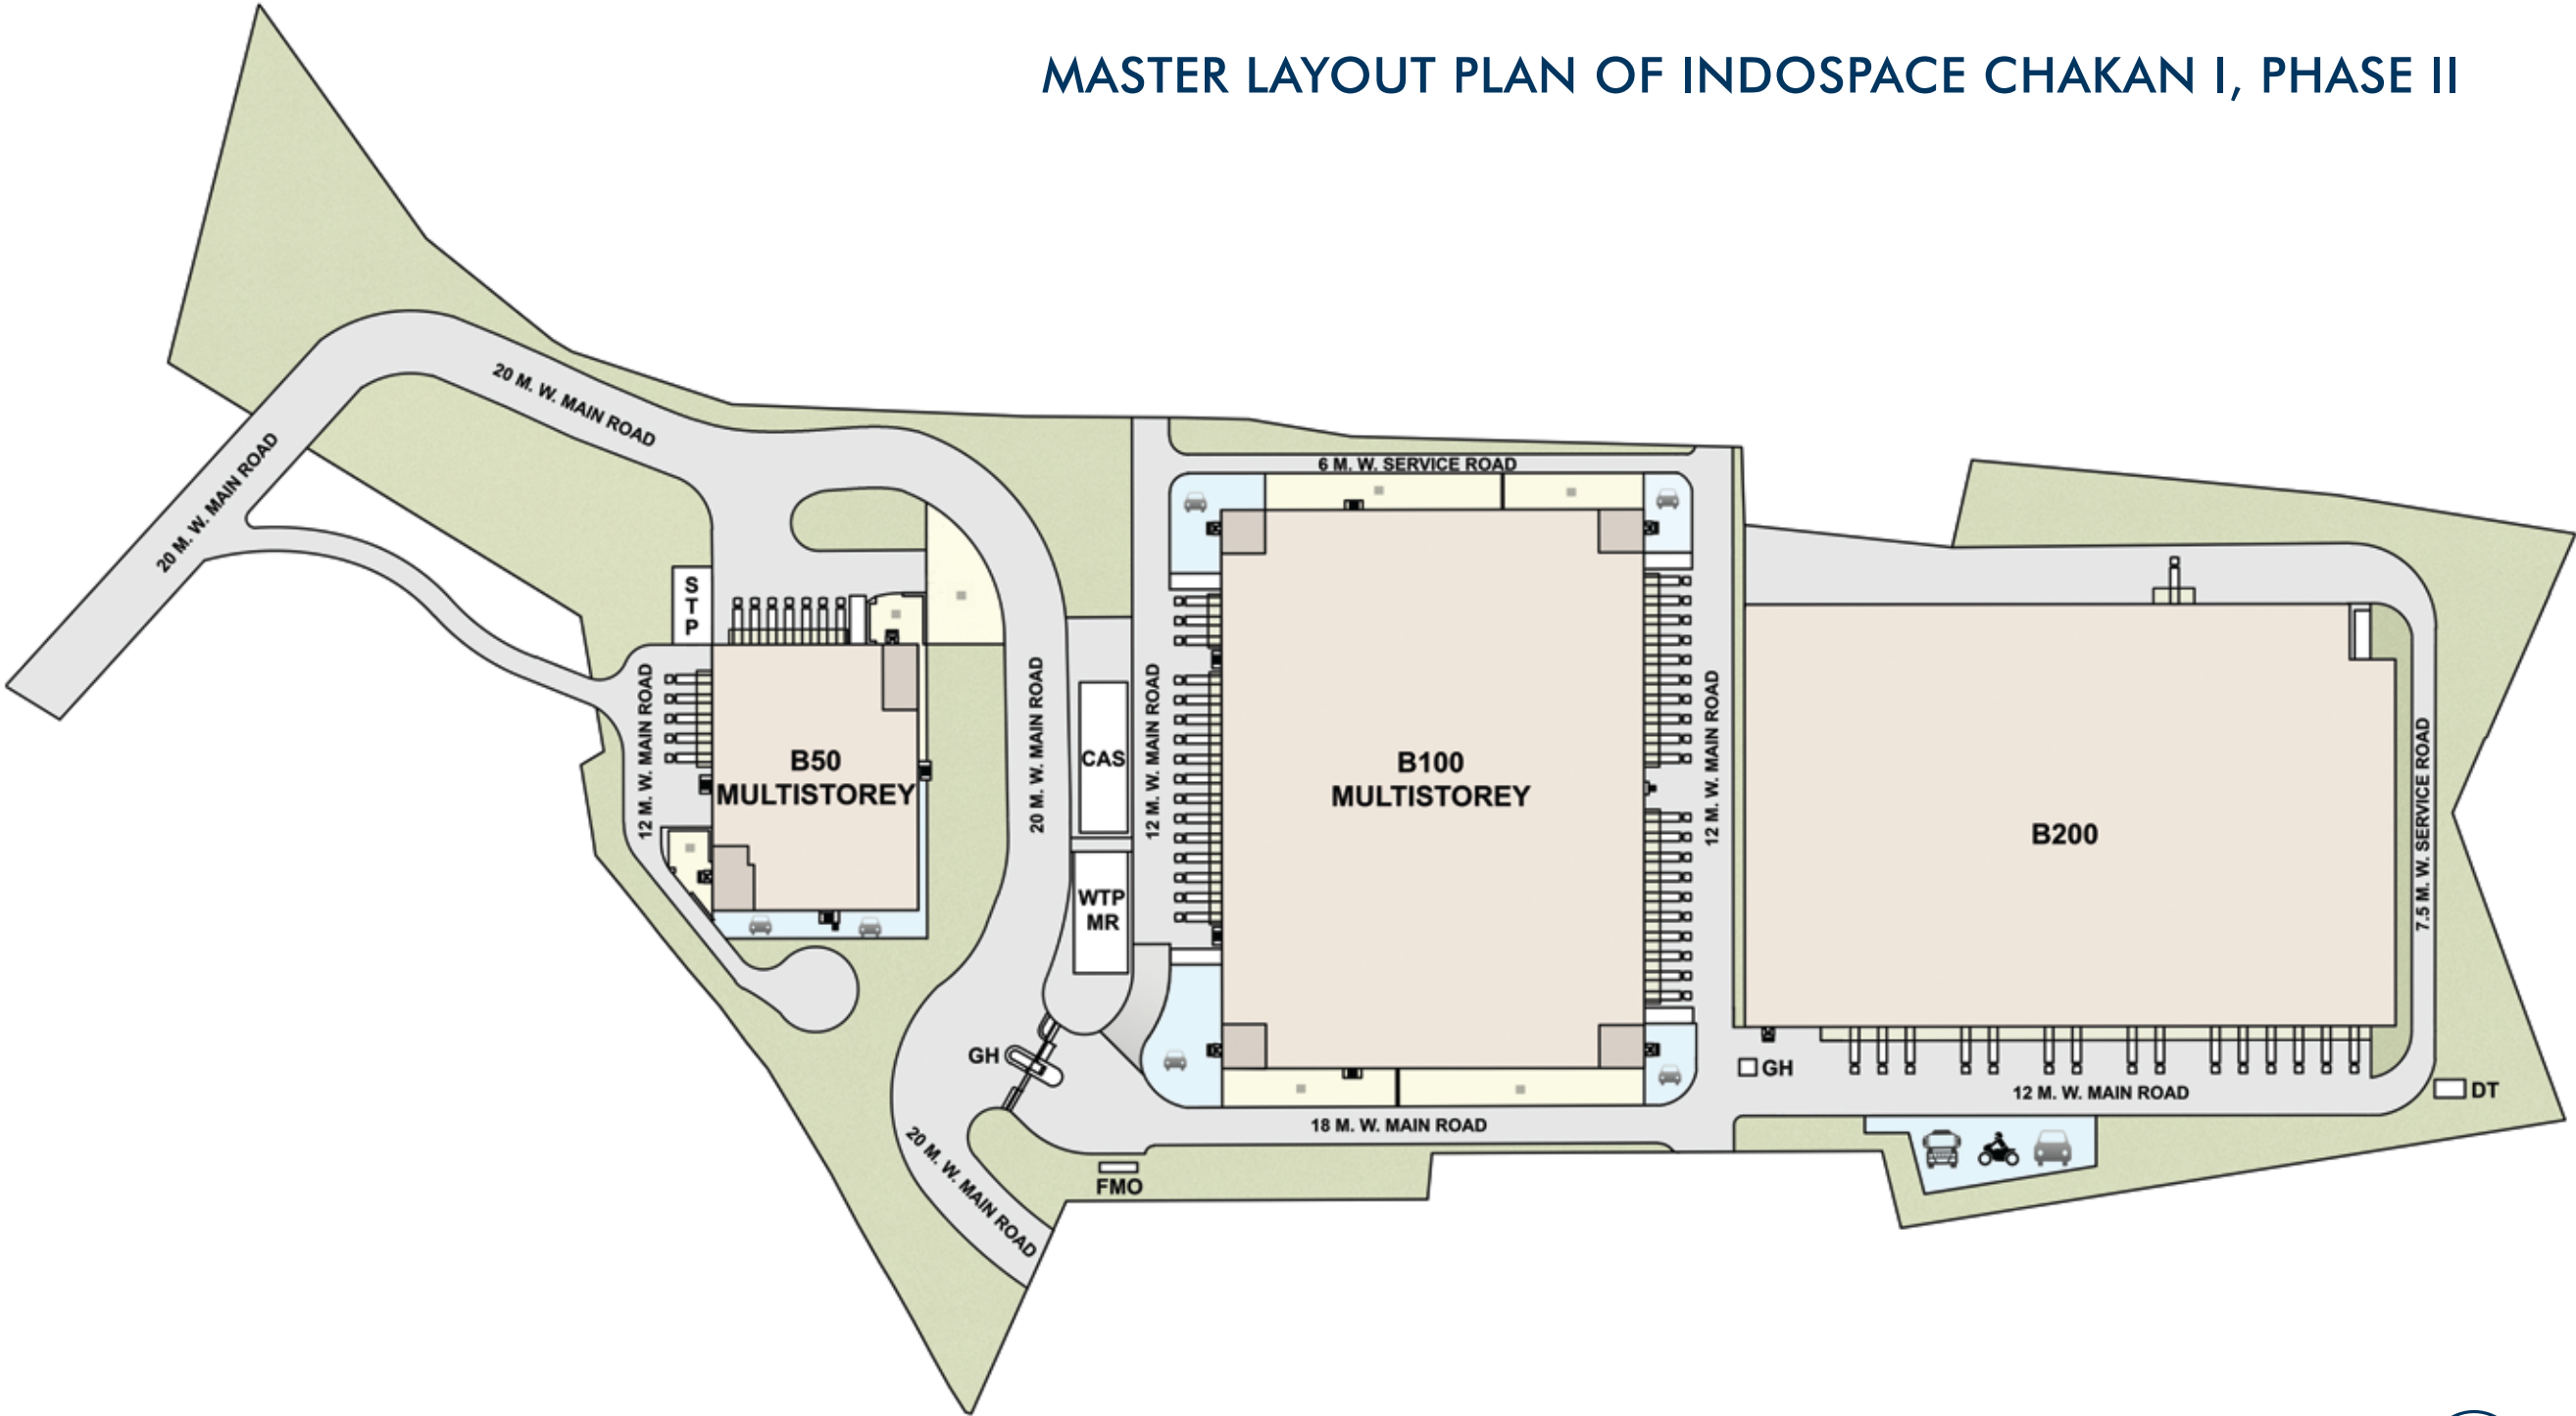 MASTER LAYOUT PLAN OF INDOSPACE CHAKAN I, PHASE II
20 M. W. MAIN ROAD
20 M. W. MAIN ROAD
6 M. W. SERVICE ROAD
S
T
P
12 M. W. MAIN ROAD
B50
MULTISTOREY
20 M. W. MAIN ROAD
CAS
WTP
MR
12 M. W. MAIN ROAD
B100
MULTISTOREY
12 M. W. MAIN ROAD
B200
7.5 M. W. SERVICE ROAD
GH
GH
DT
12 M. W. MAIN ROAD
18 M. W. MAIN ROAD
20 M. W. MAIN ROAD
FMO